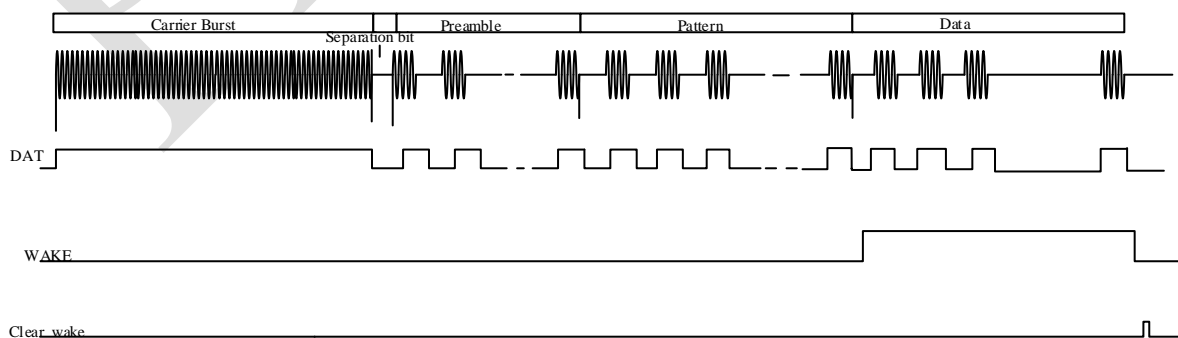 Carrier Burst Preamble Pattern Data
Separation bit
DAT
WAKE
Clear wake